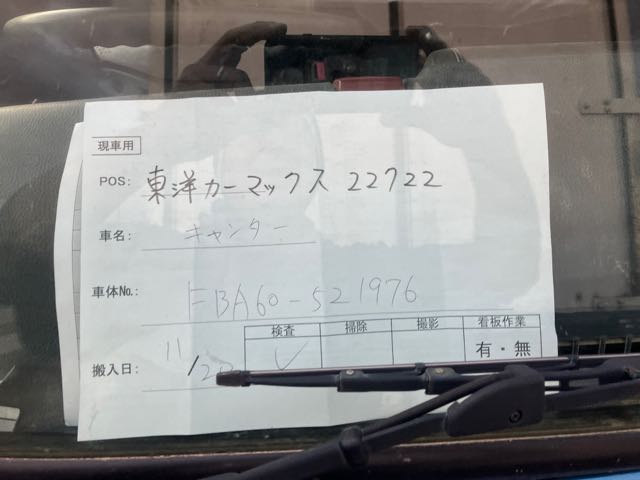 現車用
POS: 東洋カーマックス 22722
車名: キャンター
車体No.: FBA60-521976
検査 掃除 撮影 看板作業
有・無
搬入日: 11/22